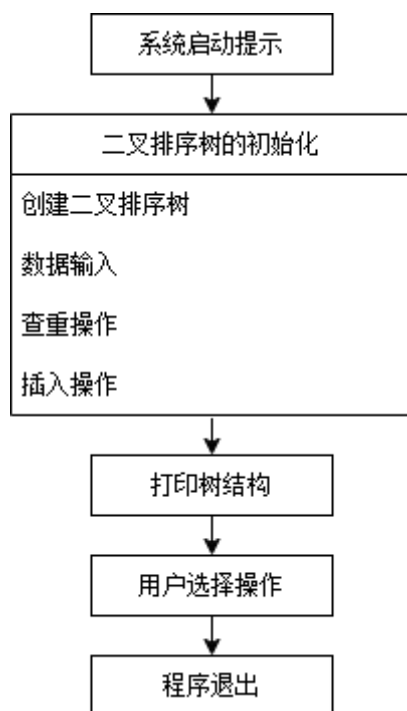 系统启动提示
二叉排序树的初始化
创建二叉排序树
数据输入
查重操作
插入操作
打印树结构
用户选择操作
程序退出